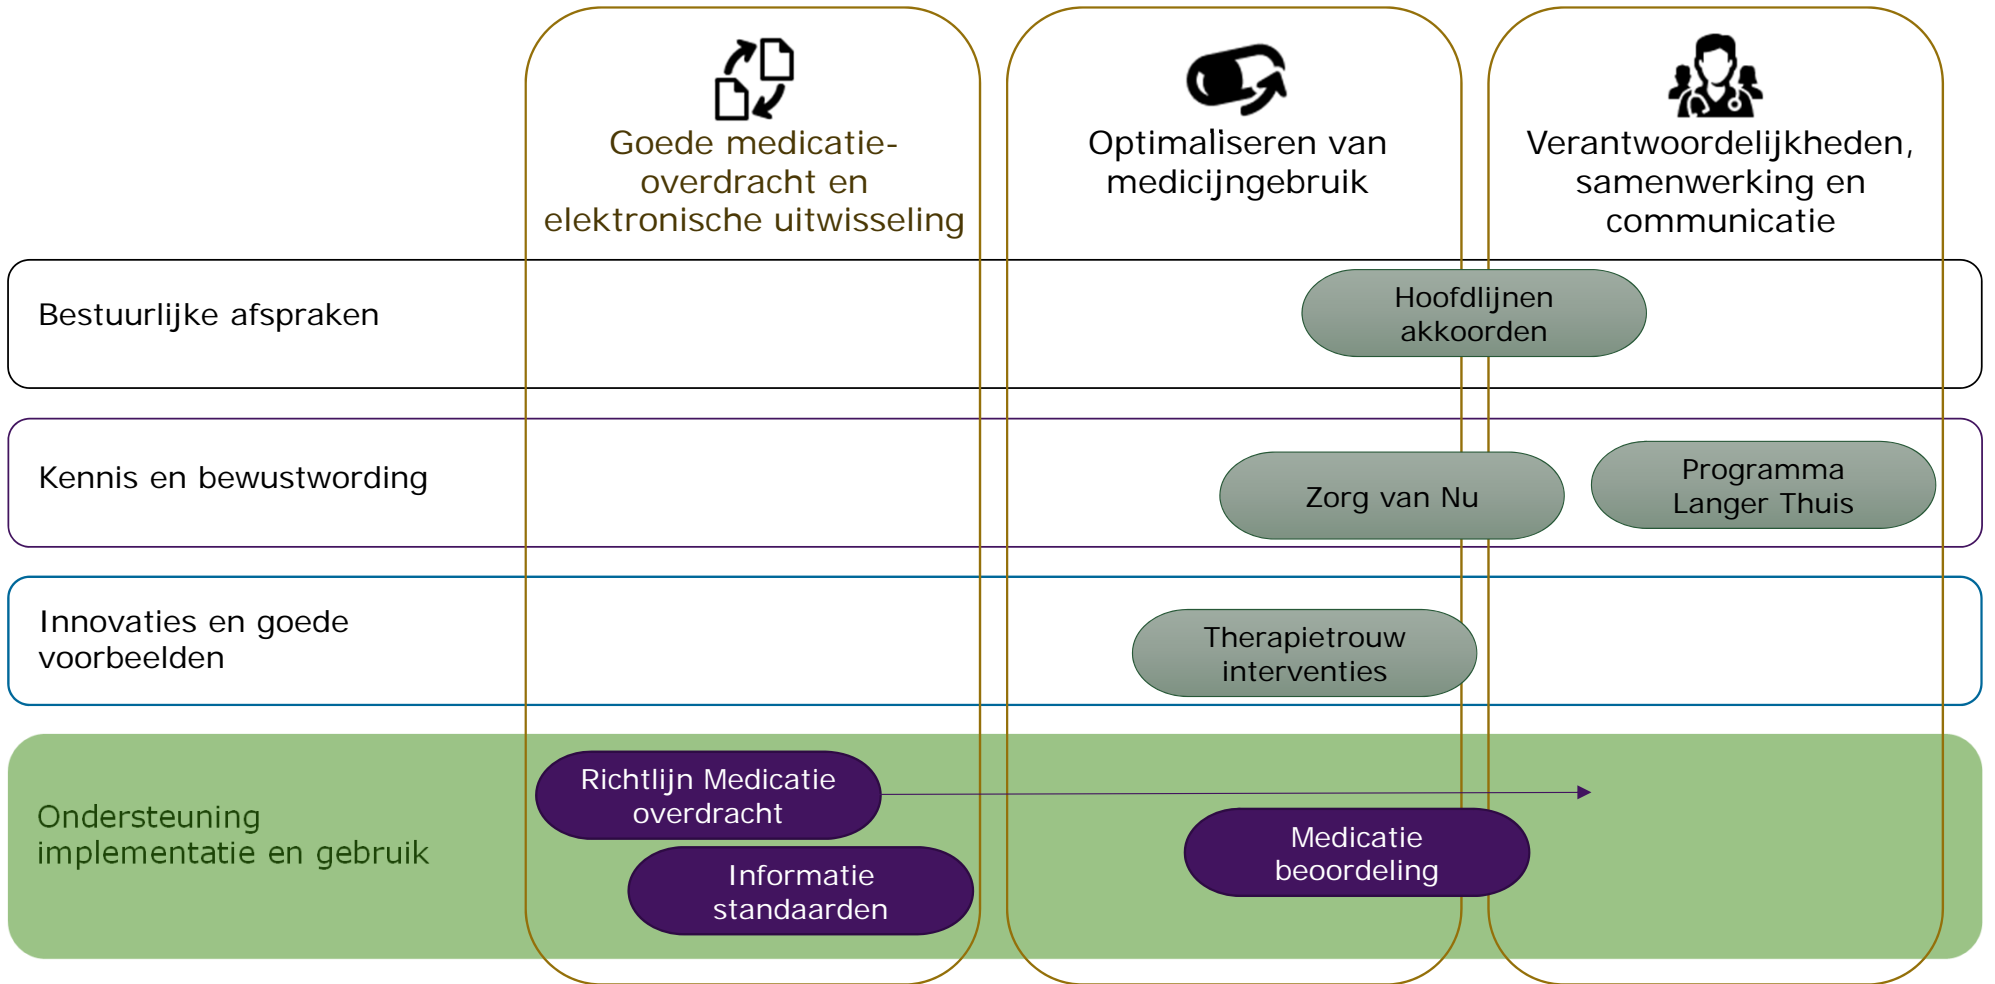 Goede medicatie-
overdracht en
elektronische uitwisseling
Optimaliseren van
medicijngebruik
Verantwoordelijkheden,
samenwerking en
communicatie
Bestuurlijke afspraken
Hoofdlijnen
akkoorden
Kennis en bewustwording
Zorg van Nu
Programma
Langer Thuis
Innovaties en goede
voorbeelden
Therapietrouw
interventies
Ondersteuning
implementatie en gebruik
Richtlijn Medicatie
overdracht
Informatie
standaarden
Medicatie
beoordeling